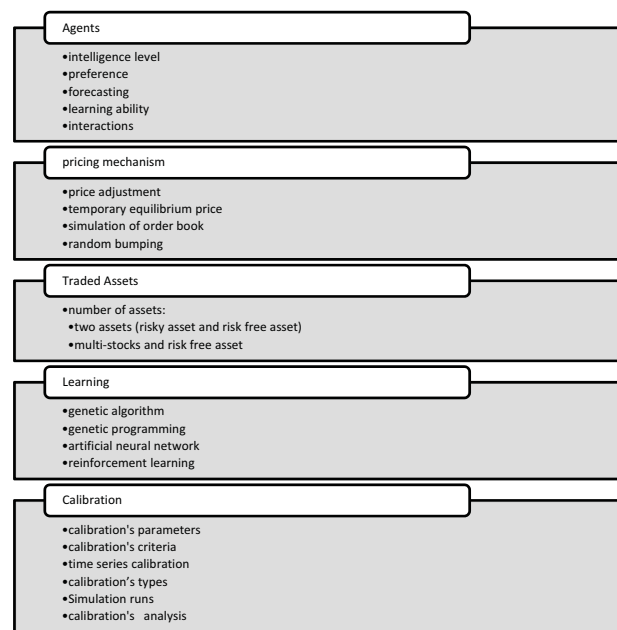 Agents
•intelligence level
•preference
•forecasting
•learning ability
•interactions
pricing mechanism
•price adjustment
•temporary equilibrium price
•simulation of order book
•random bumping
Traded Assets
•number of assets:
•two assets (risky asset and risk free asset)
•multi-stocks and risk free asset
Learning
•genetic algorithm
•genetic programming
•artificial neural network
•reinforcement learning
Calibration
•calibration's parameters
•calibration's criteria
•time series calibration
•calibration’s types
•Simulation runs
•calibration's analysis